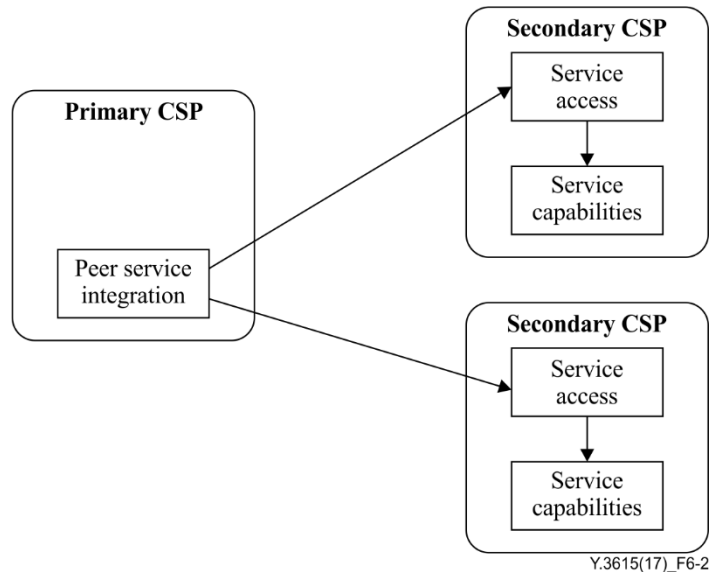 Primary CSP
Peer service
integration
Secondary CSP
Service
access
Service
capabilities
Secondary CSP
Service
access
Service
capabilities
Y.3615(17)_F6-2